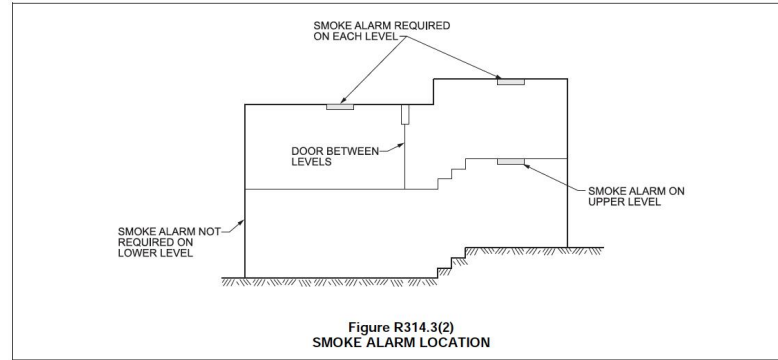 SMOKE ALARM REQUIRED
ON EACH LEVEL
DOOR BETWEEN
LEVELS
SMOKE ALARM ON
UPPER LEVEL
SMOKE ALARM NOT
REQUIRED ON
LOWER LEVEL
Figure R314.3(2)
SMOKE ALARM LOCATION